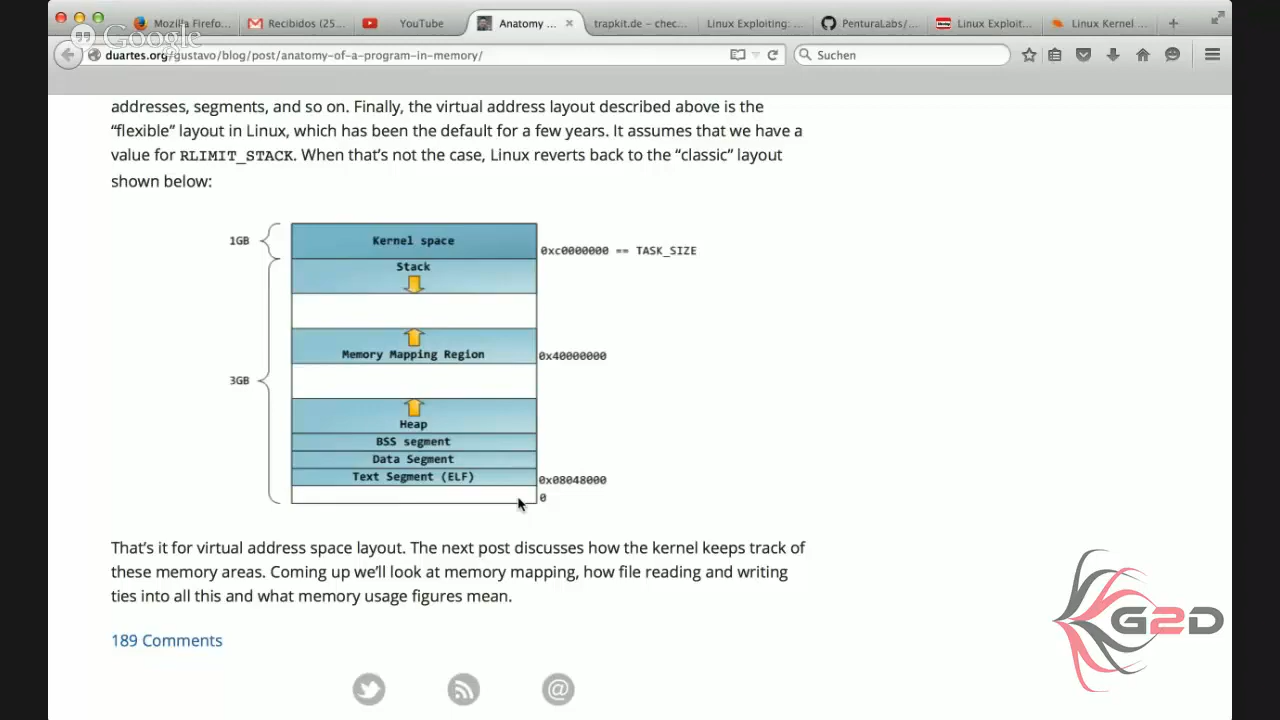 Mozilla Firefo...
Recibidos (25...
YouTube
Anatomy ...
trapkit.de – chec...
Linux Exploiting: ...
PenturaLabs/...
Linux Exploit...
Linux Kernel ...
Google
duartes.org/gustavo/blog/post/anatomy-of-a-program-in-memory/
Suchen
addresses, segments, and so on. Finally, the virtual address layout described above is the
“flexible” layout in Linux, which has been the default for a few years. It assumes that we have a
value for RLIMIT_STACK. When that’s not the case, Linux reverts back to the “classic” layout
shown below:
1GB
Kernel space
0xc0000000 == TASK_SIZE
Stack
Memory Mapping Region
0x40000000
3GB
Heap
BSS segment
Data Segment
Text Segment (ELF)
0x08048000
0
That’s it for virtual address space layout. The next post discusses how the kernel keeps track of
these memory areas. Coming up we’ll look at memory mapping, how file reading and writing
ties into all this and what memory usage figures mean.
189 Comments
G2D